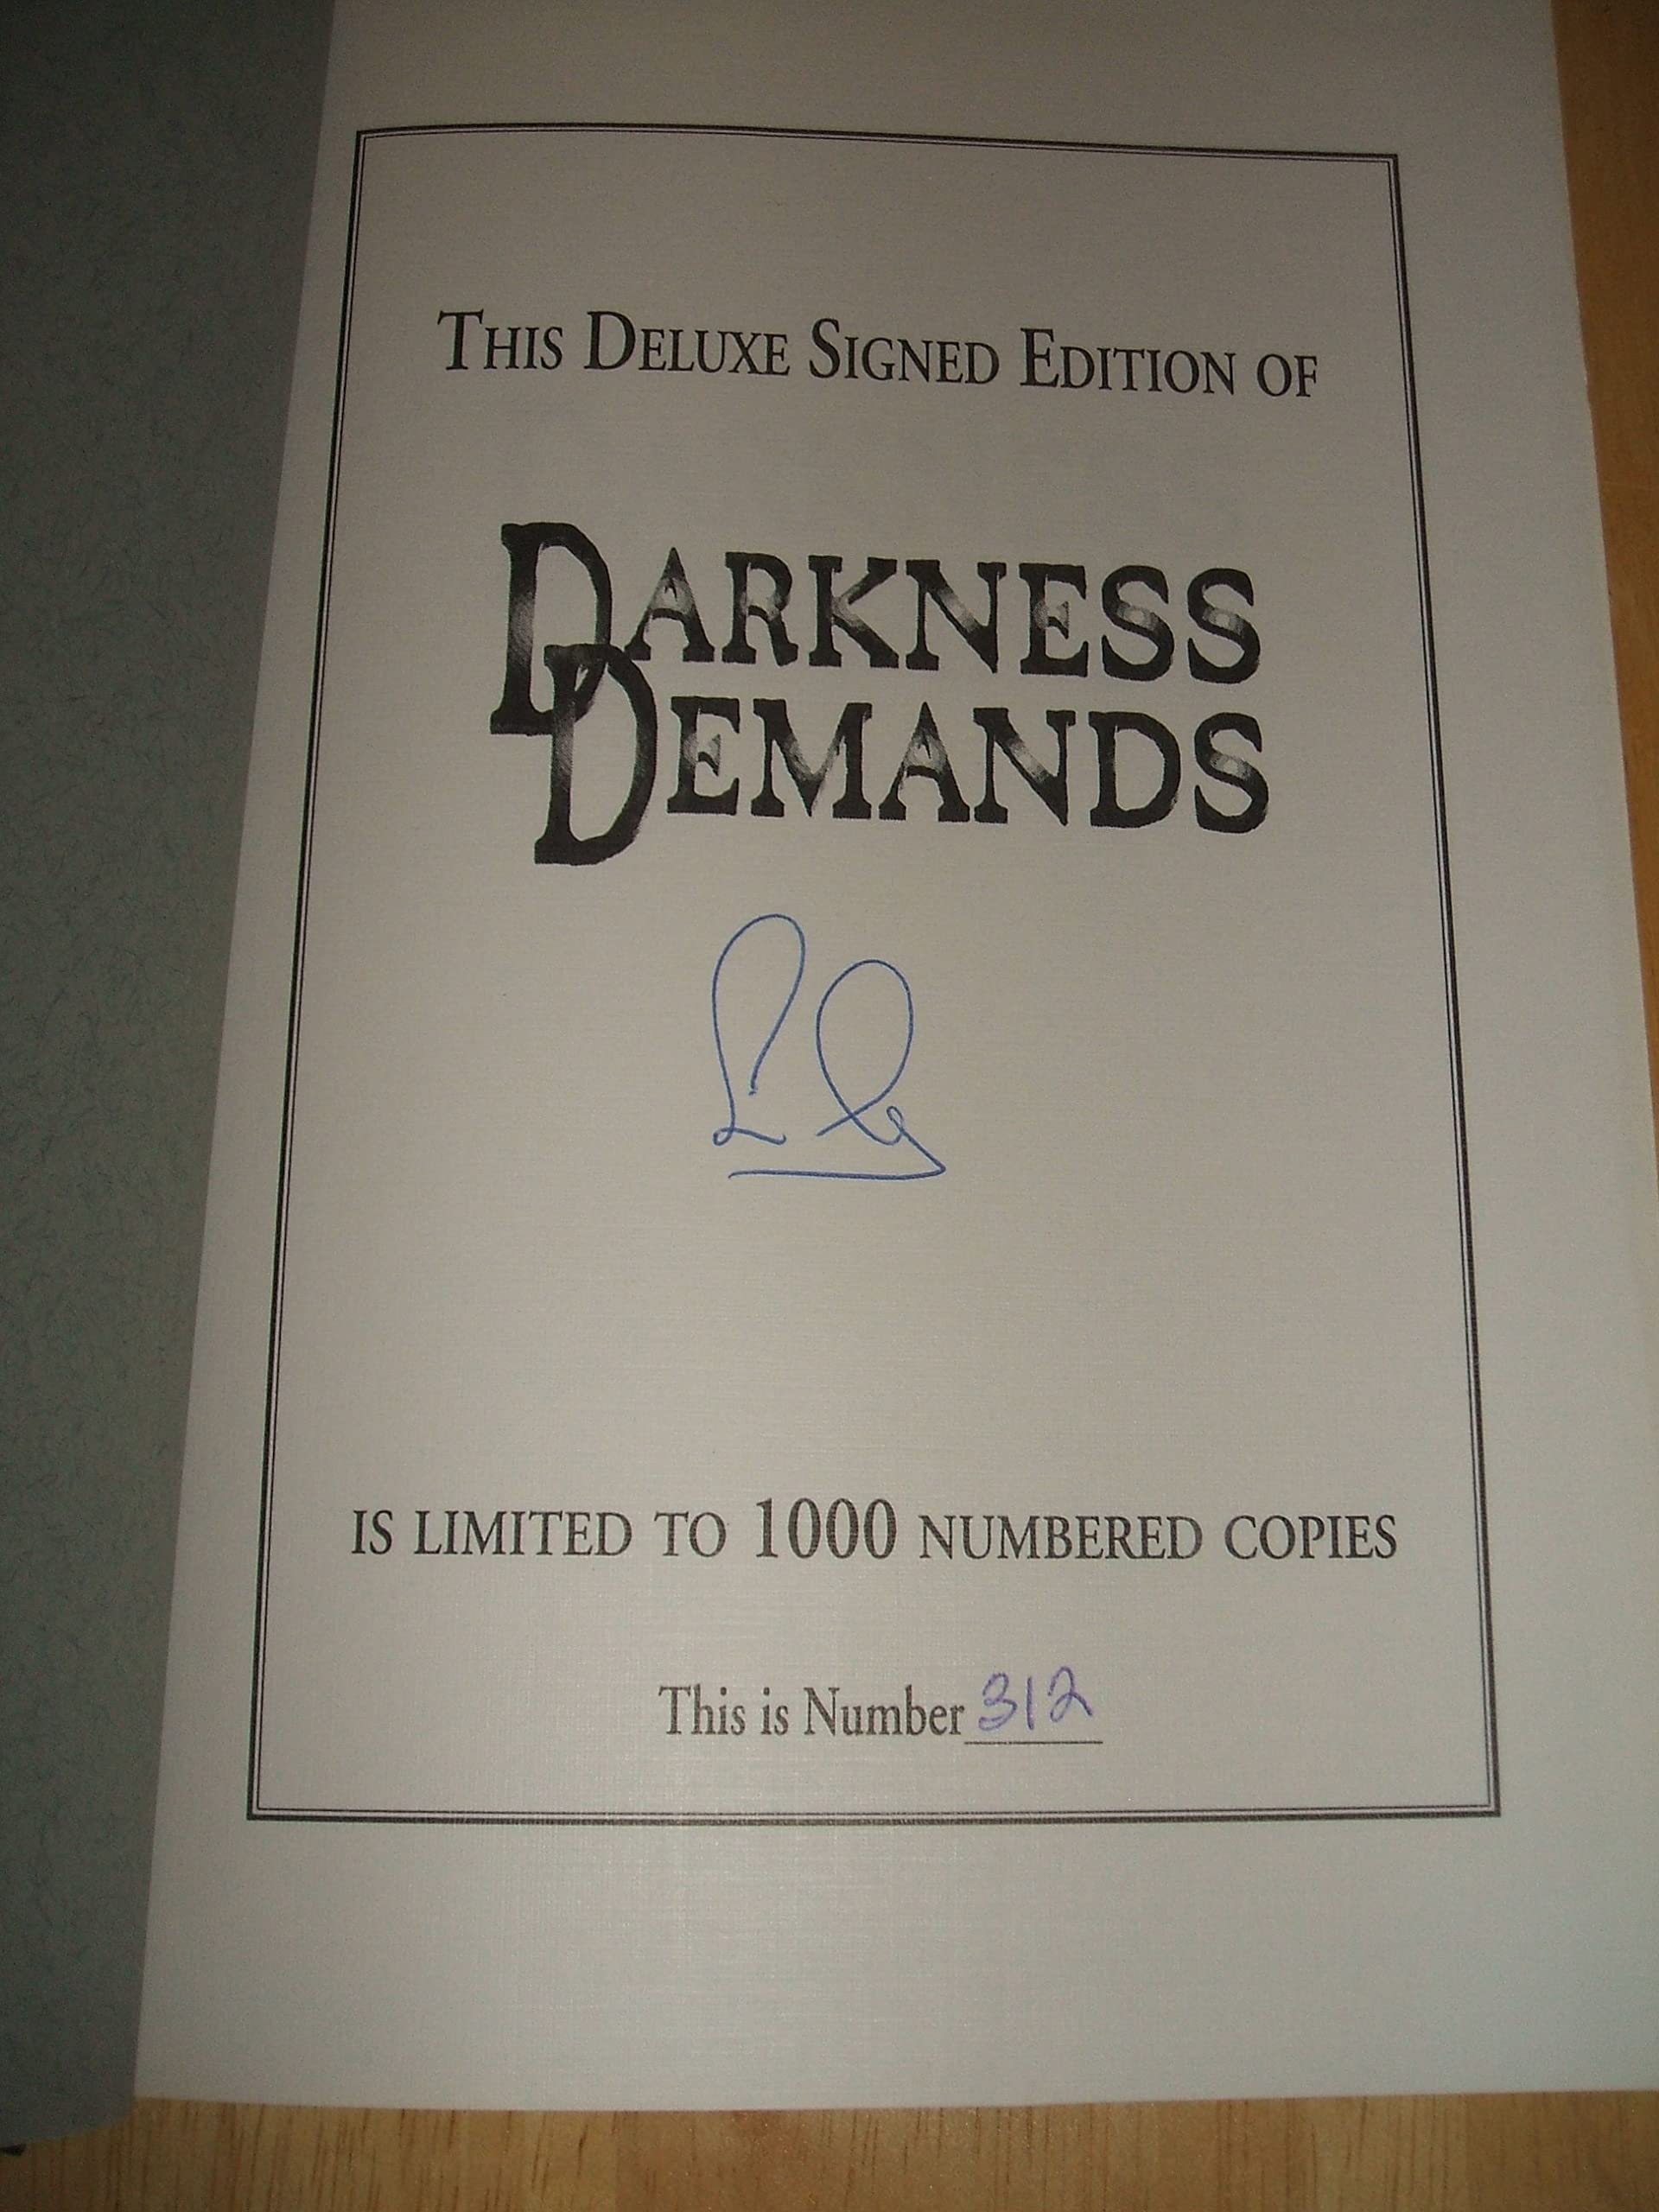 THIS DELUXE SIGNED EDITION OF
DARKNESS
DEMANDS
IS LIMITED TO 1000 NUMBERED COPIES
This is Number 312